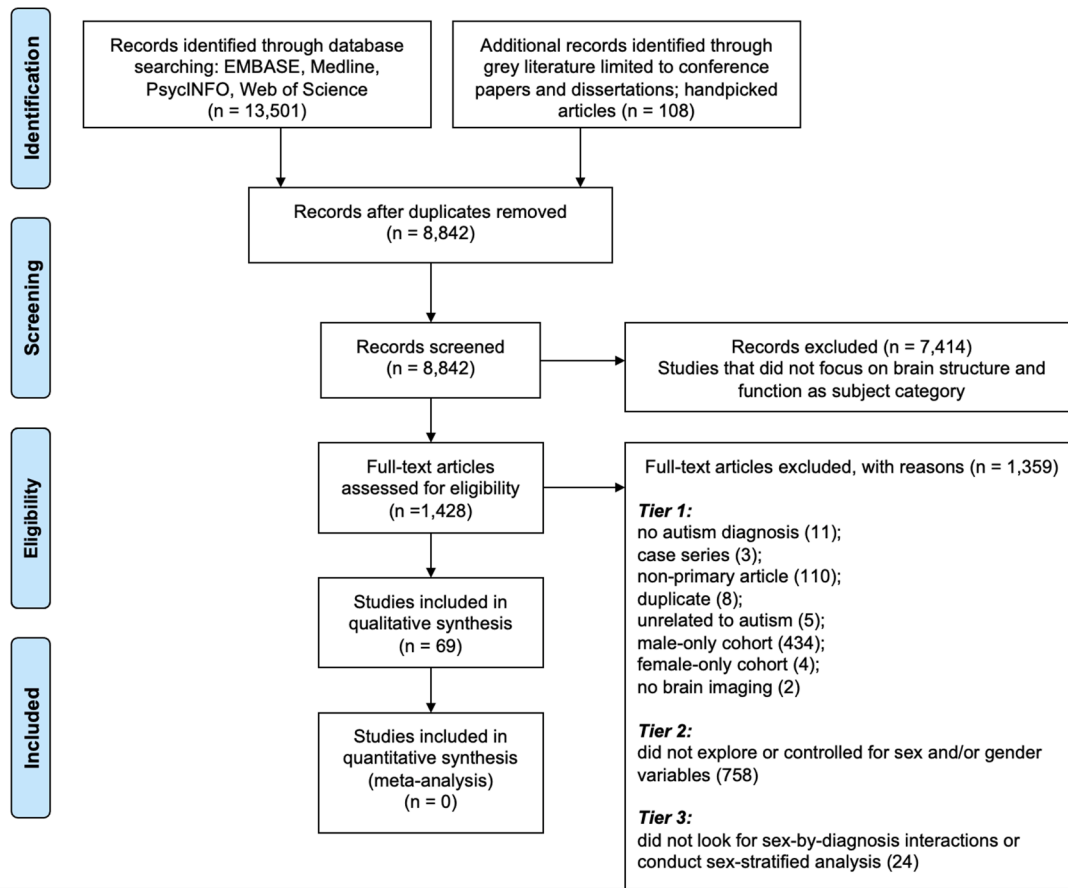 Identification
Records identified through database
searching: EMBASE, Medline,
PsycINFO, Web of Science
(n = 13,501)
Additional records identified through
grey literature limited to conference
papers and dissertations; handpicked
articles (n = 108)
Records after duplicates removed
(n = 8,842)
Screening
Records screened
(n = 8,842)
Records excluded (n = 7,414)
Studies that did not focus on brain structure and
function as subject category
Eligibility
Full-text articles
assessed for eligibility
(n =1,428)
Full-text articles excluded, with reasons (n = 1,359)
Tier 1:
no autism diagnosis (11);
case series (3);
non-primary article (110);
duplicate (8);
unrelated to autism (5);
male-only cohort (434);
female-only cohort (4);
no brain imaging (2)
Tier 2:
did not explore or controlled for sex and/or gender
variables (758)
Tier 3:
did not look for sex-by-diagnosis interactions or
conduct sex-stratified analysis (24)
Studies included in
qualitative synthesis
(n = 69)
Included
Studies included in
quantitative synthesis
(meta-analysis)
(n = 0)